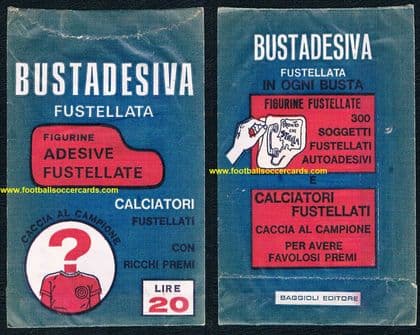 BUSTADESIVA
FUSTELLATA
FIGURINE
ADESIVE
FUSTELLATE
www.footballsoccercards.com
CALCIATORI
FUSTELLATI
CON
RICCHI PREMI
CACCIA AL CAMPIONE
?
LIRE
20
BUSTADESIVA
FUSTELLATA
IN OGNI BUSTA
FIGURINE FUSTELLATE
300
SOGGETTI
FUSTELLATI
AUTOADESIVI
www.footballsoccercards.com
E
CALCIATORI
FUSTELLATI
CACCIA AL CAMPIONE
PER AVERE
FAVOLOSI PREMI
BAGGIOLI EDITORE